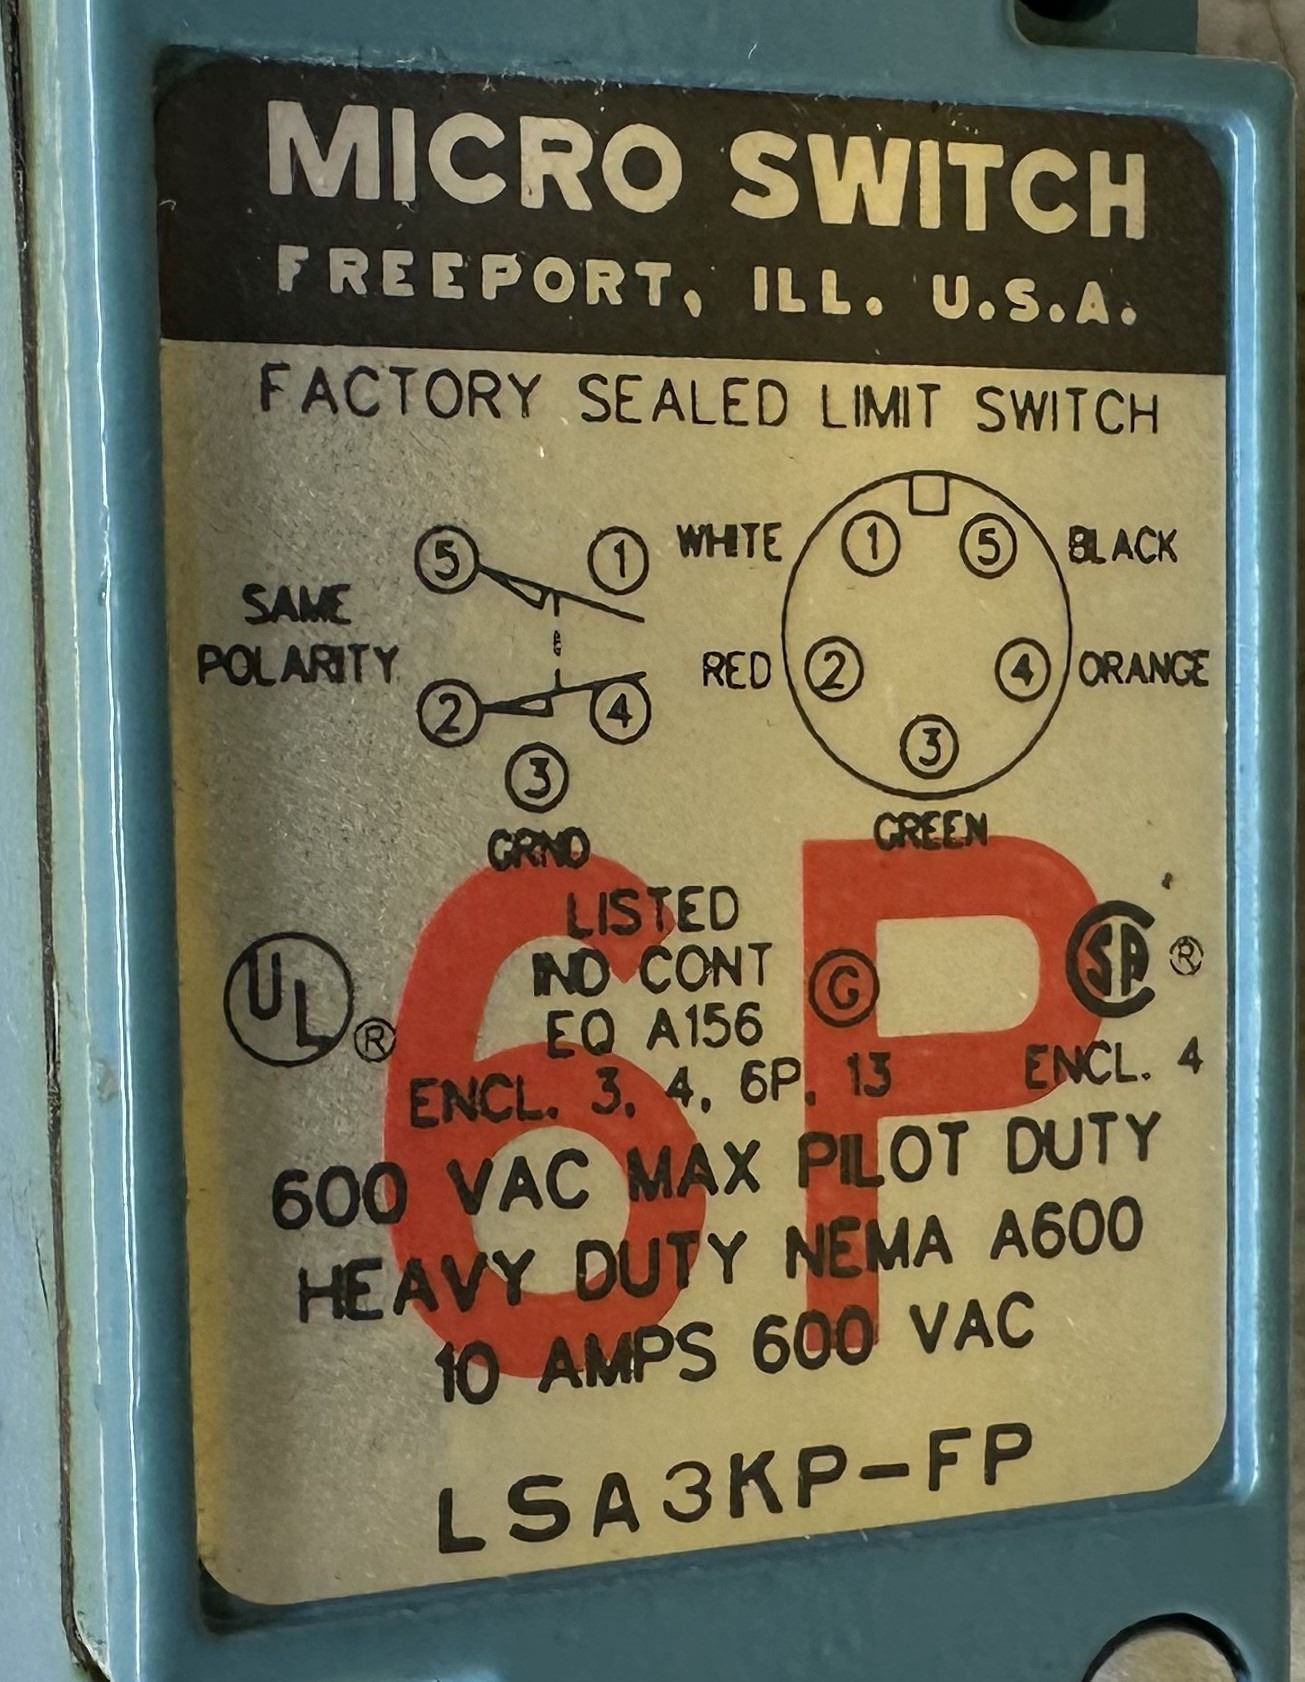 MICRO SWITCH
FREEPORT, ILL. U.S.A.
FACTORY SEALED LIMIT SWITCH
5 1
SAME
POLARITY
2 4
3
GRND
WHITE 1 5 BLACK
RED 2 4 ORANGE
3
GREEN
6P
UL ®
LISTED
IND CONT
EQ A156
ENCL. 3, 4, 6P, 13
G
SA ®
ENCL. 4
600 VAC MAX PILOT DUTY
HEAVY DUTY NEMA A600
10 AMPS 600 VAC
LSA3KP-FP